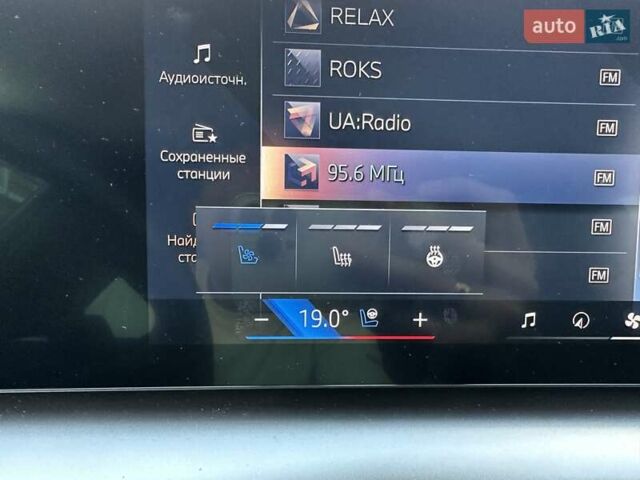 auto RIA
.com
RELAX
Аудиоисточн.
ROKS
FM
UA:Radio
FM
Сохраненные
станции
95.6 МГц
FM
FM
Найд
ст
FM
− 19.0° +